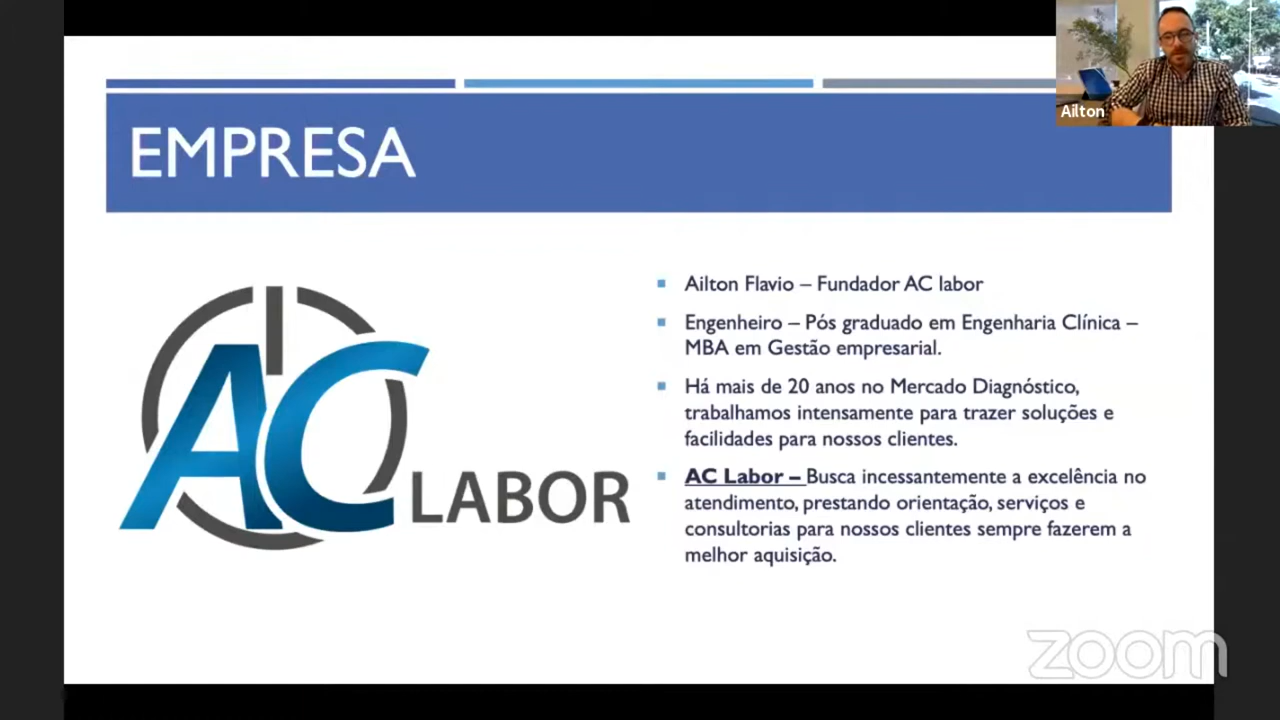 Ailton
EMPRESA
AC
LABOR
▪ Ailton Flavio – Fundador AC labor
▪ Engenheiro – Pós graduado em Engenharia Clínica –
MBA em Gestão empresarial.
▪ Há mais de 20 anos no Mercado Diagnóstico,
trabalhamos intensamente para trazer soluções e
facilidades para nossos clientes.
▪ AC Labor – Busca incessantemente a excelência no
atendimento, prestando orientação, serviços e
consultorias para nossos clientes sempre fazerem a
melhor aquisição.
zoom